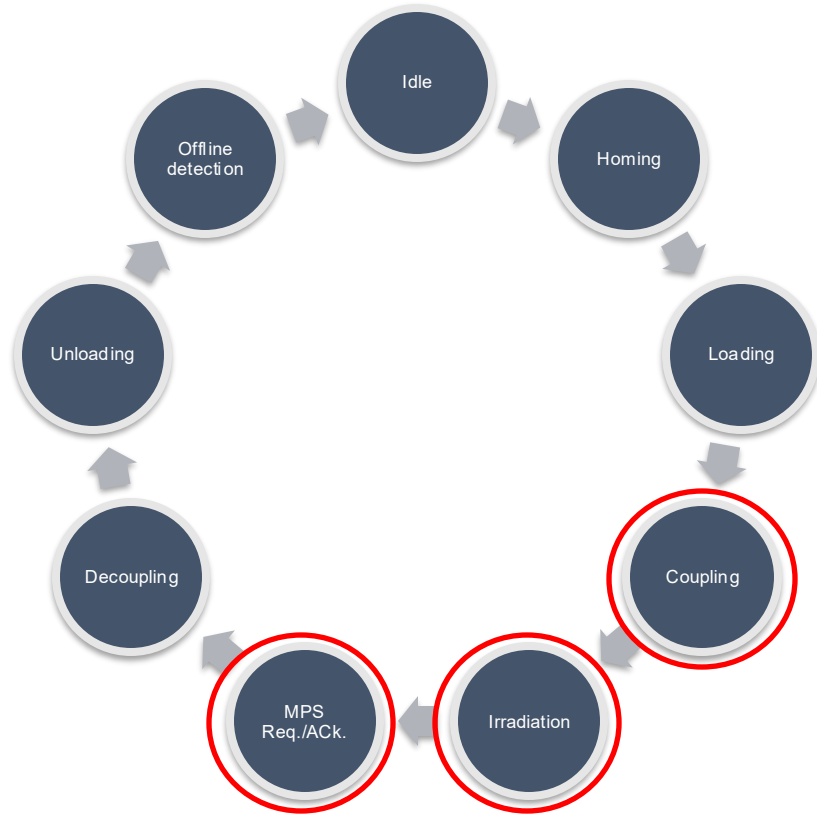 Idle
Homing
Loading
Coupling
Irradiation
MPS
Req./ACk.
Decoupling
Unloading
Offline
detection